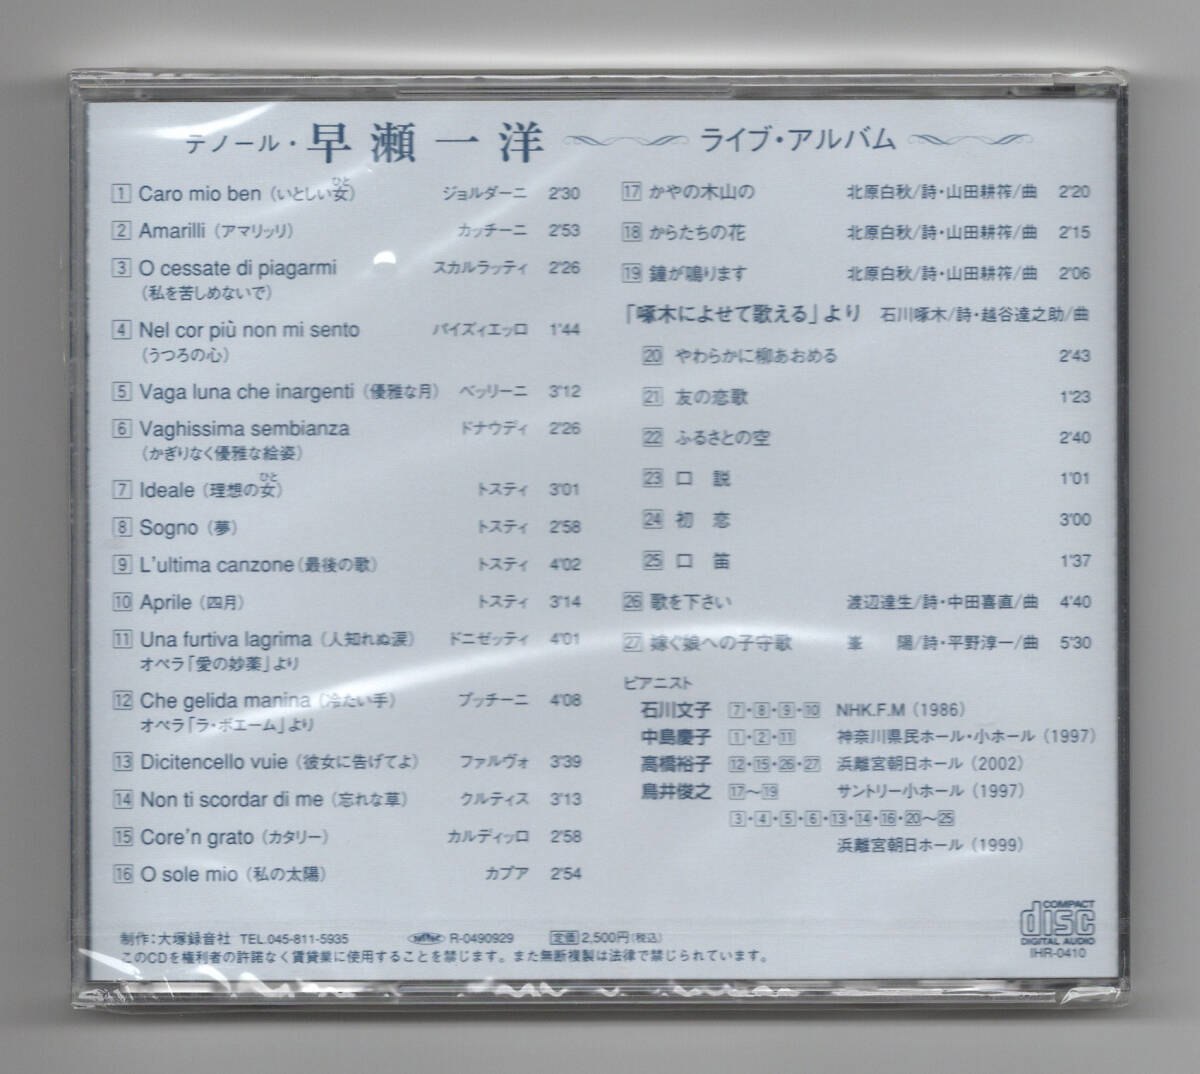 テノール・早瀬一洋 ライブ・アルバム
1 Caro mio ben (いとしい女) ジョルダーニ 2'30
ひと
2 Amarilli (アマリッリ) カッチーニ 2'53
3 O cessate di piagarmi スカルラッティ 2'26
(私を苦しめないで)
4 Nel cor più non mi sento パイズィエッロ 1'44
(うつろの心)
5 Vaga luna che inargenti (優雅な月) ベッリーニ 3'12
6 Vaghissima sembianza ドナウディ 2'26
(かぎりなく優雅な絵姿)
7 Ideale (理想の女) トスティ 3'01
ひと
8 Sogno (夢) トスティ 2'58
9 L'ultima canzone (最後の歌) トスティ 4'02
10 Aprile (四月) トスティ 3'14
11 Una furtiva lagrima (人知れぬ涙) ドニゼッティ 4'01
オペラ「愛の妙薬」より
12 Che gelida manina (冷たい手) プッチーニ 4'08
オペラ「ラ・ボエーム」より
13 Dicitencello vuie (彼女に告げてよ) ファルヴォ 3'39
14 Non ti scordar di me (忘れな草) クルティス 3'13
15 Core'n grato (カタリー) カルディッロ 2'58
16 O sole mio (私の太陽) カプア 2'54
17 かやの木山の 北原白秋/詩・山田耕筰/曲 2'20
18 からたちの花 北原白秋/詩・山田耕筰/曲 2'15
19 鐘が鳴ります 北原白秋/詩・山田耕筰/曲 2'06
「啄木によせて歌える」より 石川啄木/詩・越谷達之助/曲
20 やわらかに柳あおめる 2'43
21 友の恋歌 1'23
22 ふるさとの空 2'40
23 口 説 1'01
24 初 恋 3'00
25 口 笛 1'37
26 歌を下さい 渡辺達生/詩・中田喜直/曲 4'40
27 嫁ぐ娘への子守歌 峯 陽/詩・平野淳一/曲 5'30
ピアニスト
石川文子 7・8・9・10 NHK.F.M (1986)
中島慶子 1・2・11 神奈川県民ホール・小ホール (1997)
高橋裕子 12・15・26・27 浜離宮朝日ホール (2002)
鳥井俊之 17〜19 サントリー小ホール (1997)
3・4・5・6・13・14・16・20〜25
浜離宮朝日ホール (1999)
制作:大塚録音社 TEL.045-811-5935 R-0490929 定価 2,500円(税込)
このCDを権利者の許諾なく賃貸業に使用することを禁じます。また無断複製は法律で禁じられています。
COMPACT
disc
DIGITAL AUDIO
IHR-0410